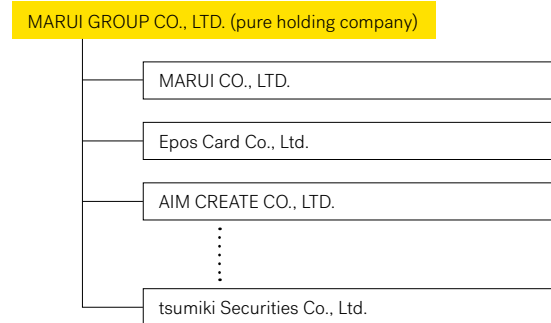 MARUI GROUP CO., LTD. (pure holding company)
MARUI CO., LTD.
Epos Card Co., Ltd.
AIM CREATE CO., LTD.
tsumiki Securities Co., Ltd.